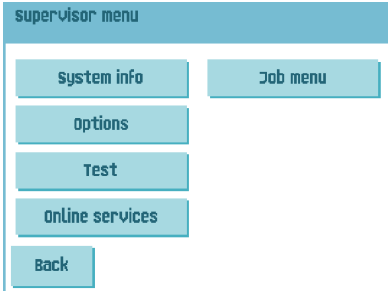 Supervisor menu
System info
Job menu
Options
Test
Online services
Back